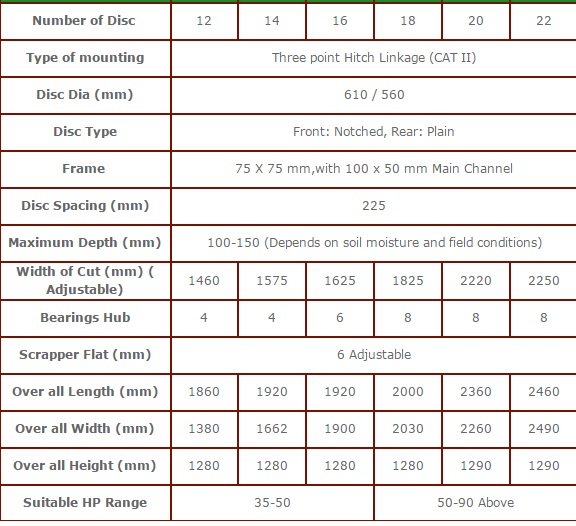 Number of Disc 12 14 16 18 20 22
Type of mounting Three point Hitch Linkage (CAT II)
Disc Dia (mm) 610 / 560
Disc Type Front: Notched, Rear: Plain
Frame 75 X 75 mm,with 100 x 50 mm Main Channel
Disc Spacing (mm) 225
Maximum Depth (mm) 100-150 (Depends on soil moisture and field conditions)
Width of Cut (mm) (
Adjustable) 1460 1575 1625 1825 2220 2250
Bearings Hub 4 4 6 8 8 8
Scrapper Flat (mm) 6 Adjustable
Over all Length (mm) 1860 1920 1920 2000 2360 2460
Over all Width (mm) 1380 1662 1900 2030 2260 2490
Over all Height (mm) 1280 1280 1280 1280 1290 1290
Suitable HP Range 35-50 50-90 Above